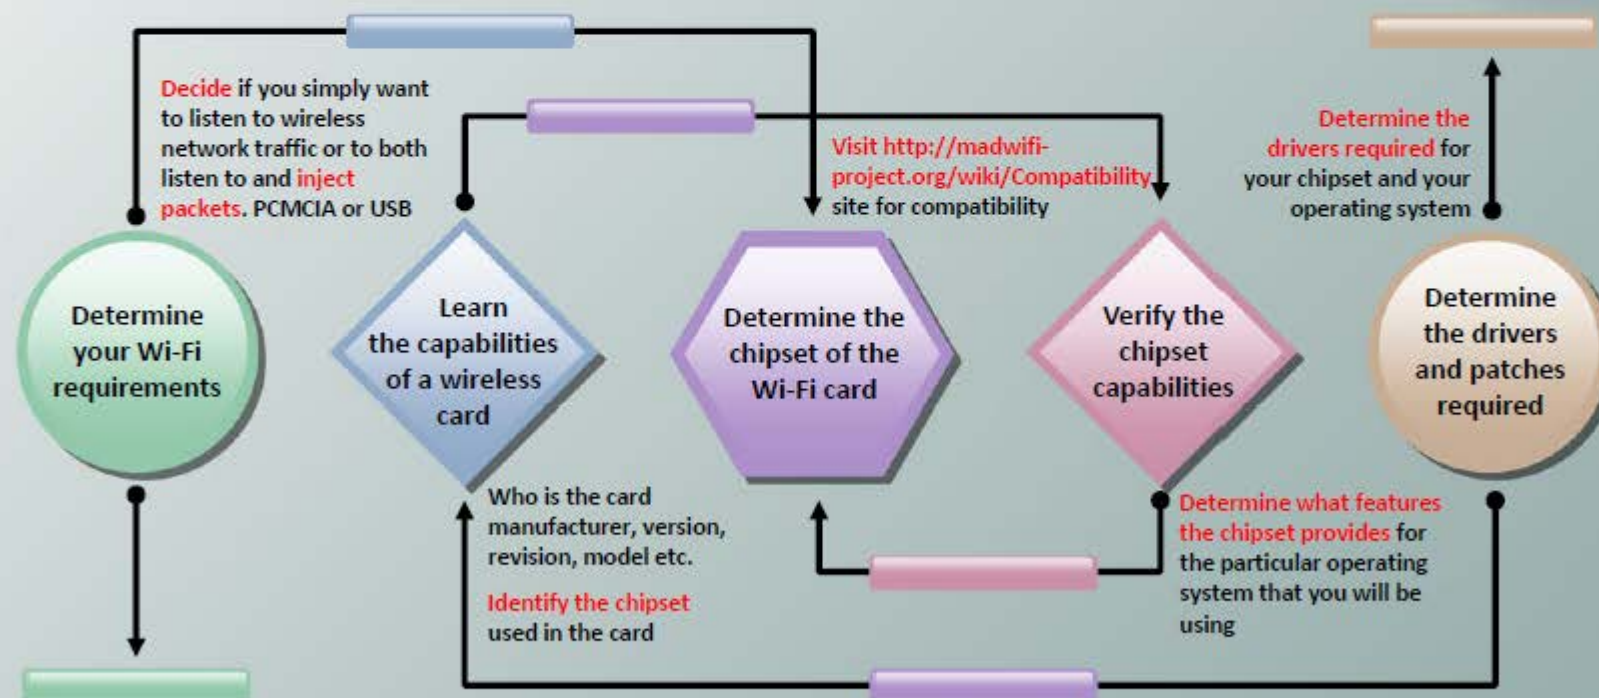 Decide if you simply want
to listen to wireless
network traffic or to both
listen to and inject
packets. PCMCIA or USB
Visit http://madwifi-
project.org/wiki/Compatibility
site for compatibility
Determine the
drivers required for
your chipset and your
operating system
Determine
your Wi-Fi
requirements
Learn
the capabilities
of a wireless
card
Determine the
chipset of the
Wi-Fi card
Verify the
chipset
capabilities
Determine
the drivers
and patches
required
Who is the card
manufacturer, version,
revision, model etc.
Identify the chipset
used in the card
Determine what features
the chipset provides for
the particular operating
system that you will be
using